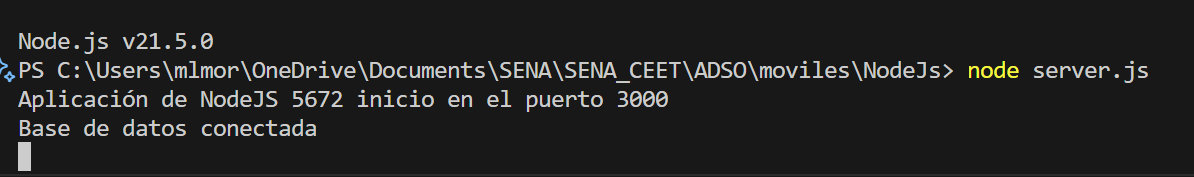 Node.js v21.5.0
PS C:\Users\mlmor\OneDrive\Documents\SENA\SENA_CEET\ADSO\moviles\NodeJs> node server.js
Aplicación de NodeJS 5672 inicio en el puerto 3000
Base de datos conectada